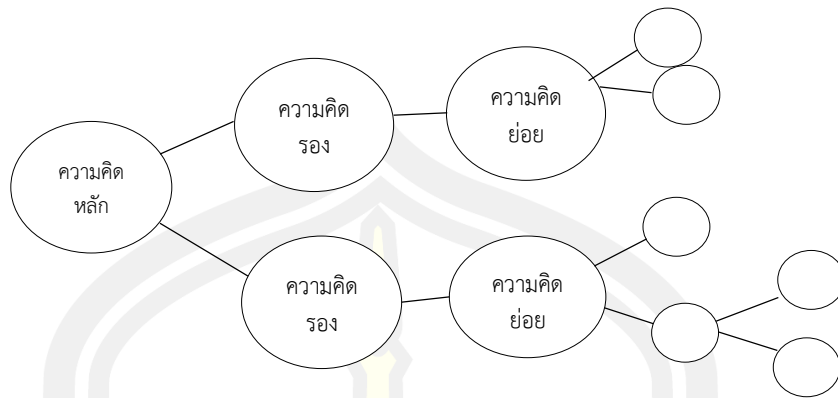 ความคิด
หลัก
ความคิด
รอง
ความคิด
ย่อย
ความคิด
รอง
ความคิด
ย่อย